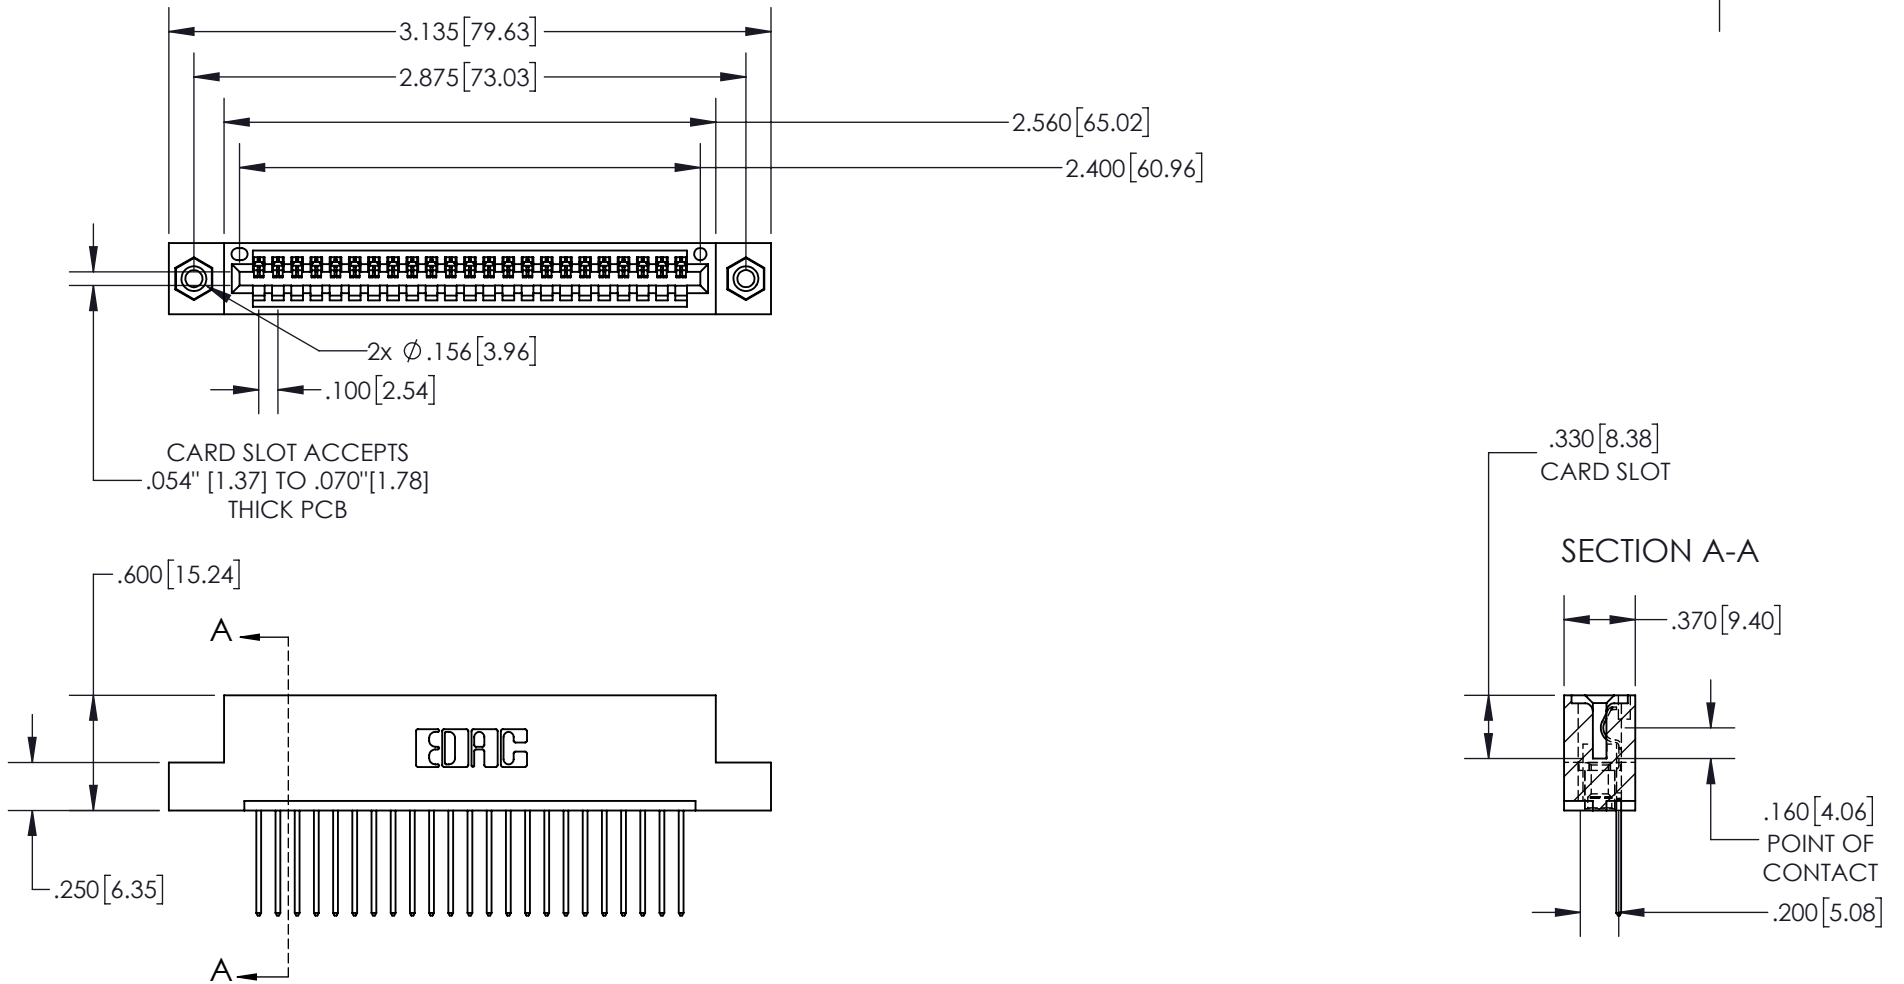 3.135[79.63]
2.875[73.03]
2.560[65.02]
2.400[60.96]
2x Ø.156[3.96]
.100[2.54]
CARD SLOT ACCEPTS
.054" [1.37] TO .070"[1.78]
THICK PCB
.330[8.38]
CARD SLOT
SECTION A-A
.600[15.24]
.370[9.40]
A
EDAC
.160[4.06]
POINT OF
CONTACT
.250[6.35]
.200[5.08]
A